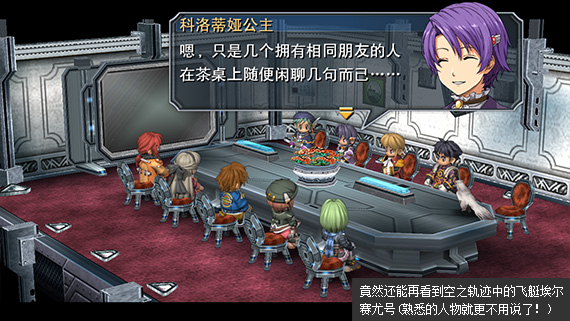 科洛蒂娅公主
嗯，只是几个拥有相同朋友的人
在茶桌上随便闲聊几句而已……
竟然还能再看到空之轨迹中的飞艇埃尔
赛尤号(熟悉的人物就更不用说了！)